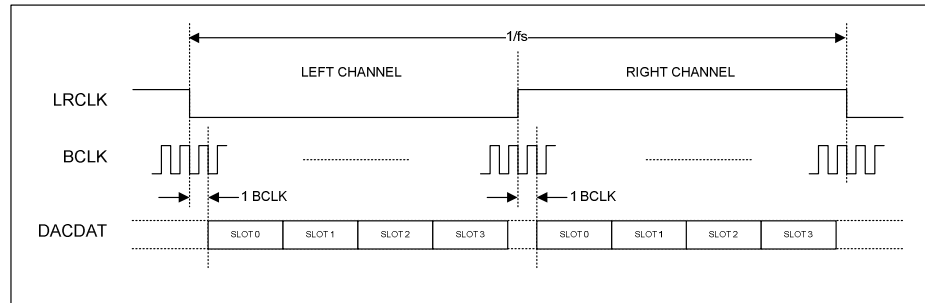 1/fs
LEFT CHANNEL RIGHT CHANNEL
LRCLK
BCLK
1 BCLK 1 BCLK
DACDAT SLOT 0 SLOT 1 SLOT 2 SLOT 3 SLOT 0 SLOT 1 SLOT 2 SLOT 3